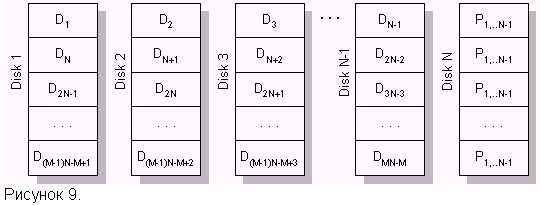 Disk 1
D1
DN
D2N-1
. . .
D(M-1)N-M+1
Disk 2
D2
DN+1
D2N
. . .
D(M-1)N-M+2
Disk 3
D3
DN+2
D2N+1
. . .
D(M-1)N-M+3
. . .
Disk N-1
DN-1
D2N-2
D3N-3
. . .
DMN-M
Disk N
P1,..N-1
P1,..N-1
P1,..N-1
. . .
P1,..N-1
Рисунок 9.